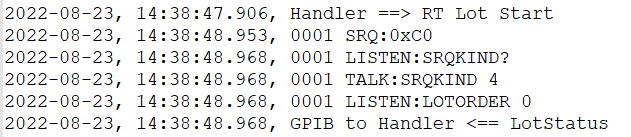 2022-08-23, 14:38:47.906, Handler ==> RT Lot Start
2022-08-23, 14:38:48.953, 0001 SRQ:0xC0
2022-08-23, 14:38:48.968, 0001 LISTEN:SRQKIND?
2022-08-23, 14:38:48.968, 0001 TALK:SRQKIND 4
2022-08-23, 14:38:48.968, 0001 LISTEN:LOTORDER 0
2022-08-23, 14:38:48.968, GPIB to Handler <== LotStatus